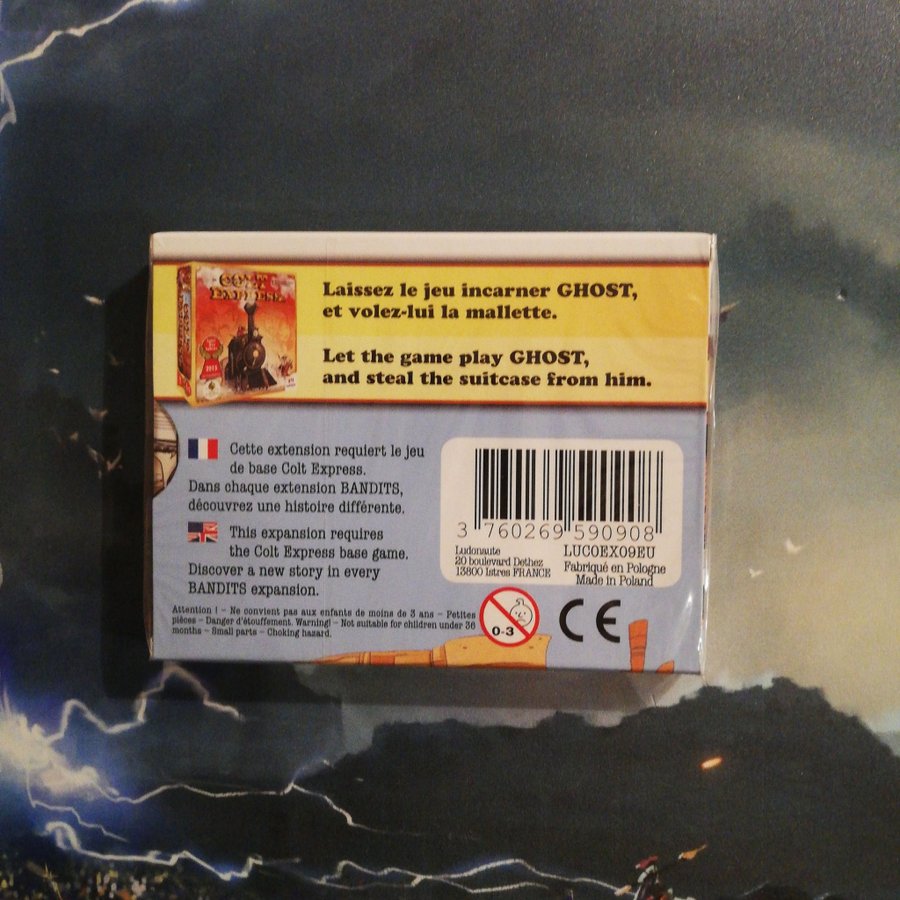 COLT
EXPRESS
2015
Laissez le jeu incarner GHOST,
et volez-lui la mallette.
Let the game play GHOST,
and steal the suitcase from him.
Cette extension requiert le jeu
de base Colt Express.
Dans chaque extension BANDITS,
découvrez une histoire différente.
This expansion requires
the Colt Express base game.
Discover a new story in every
BANDITS expansion.
3 760269 590908
Ludonaute
20 boulevard Dethez
13800 Istres FRANCE
LUCOEX09EU
Fabriqué en Pologne
Made in Poland
Attention ! – Ne convient pas aux enfants de moins de 3 ans – Petites
pièces – Danger d'étouffement. Warning! – Not suitable for children under 36
months – Small parts – Choking hazard.
0-3
CE